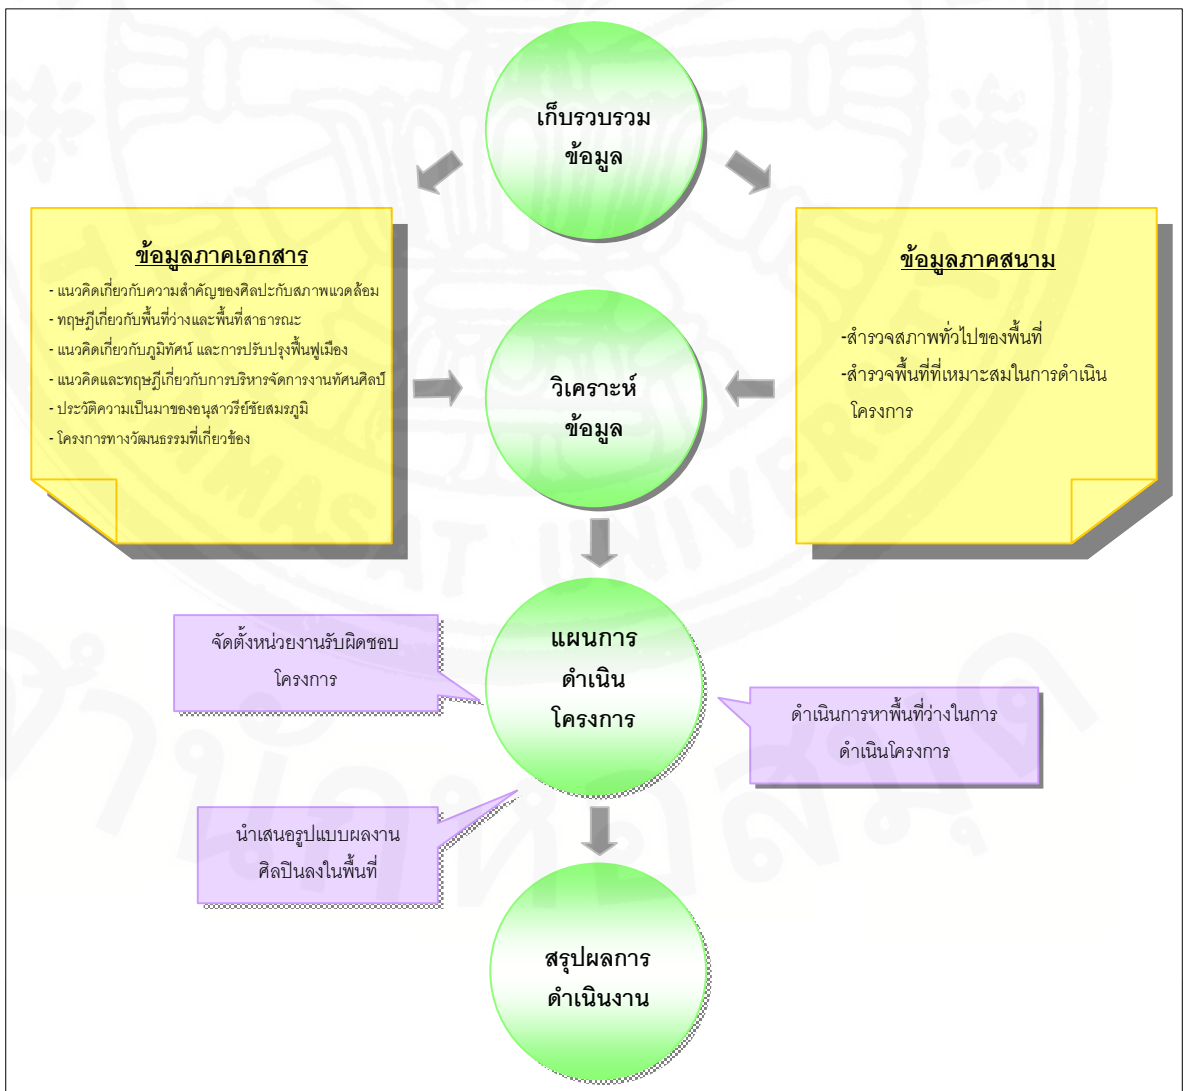 เก็บรวบรวม
ข้อมูล
ข้อมูลภาคเอกสาร
- แนวคิดเกี่ยวกับความสำคัญของศิลปะกับสภาพแวดล้อม
- ทฤษฎีเกี่ยวกับพื้นที่ว่างและพื้นที่สาธารณะ
- แนวคิดเกี่ยวกับภูมิทัศน์ และการปรับปรุงฟื้นฟูเมือง
- แนวคิดและทฤษฎีเกี่ยวกับการบริหารจัดการงานทัศนศิลป์
- ประวัติความเป็นมาของอนุสาวรีย์ชัยสมรภูมิ
- โครงการทางวัฒนธรรมที่เกี่ยวข้อง
ข้อมูลภาคสนาม
-สำรวจสภาพทั่วไปของพื้นที่
-สำรวจพื้นที่ที่เหมาะสมในการดำเนิน
โครงการ
วิเคราะห์
ข้อมูล
แผนการ
ดำเนิน
โครงการ
จัดตั้งหน่วยงานรับผิดชอบ
โครงการ
ดำเนินการหาพื้นที่ว่างในการ
ดำเนินโครงการ
นำเสนอรูปแบบผลงาน
ศิลปินลงในพื้นที่
สรุปผลการ
ดำเนินงาน
THAMMASAT UNIVERSITY
สำนักหอสมุด